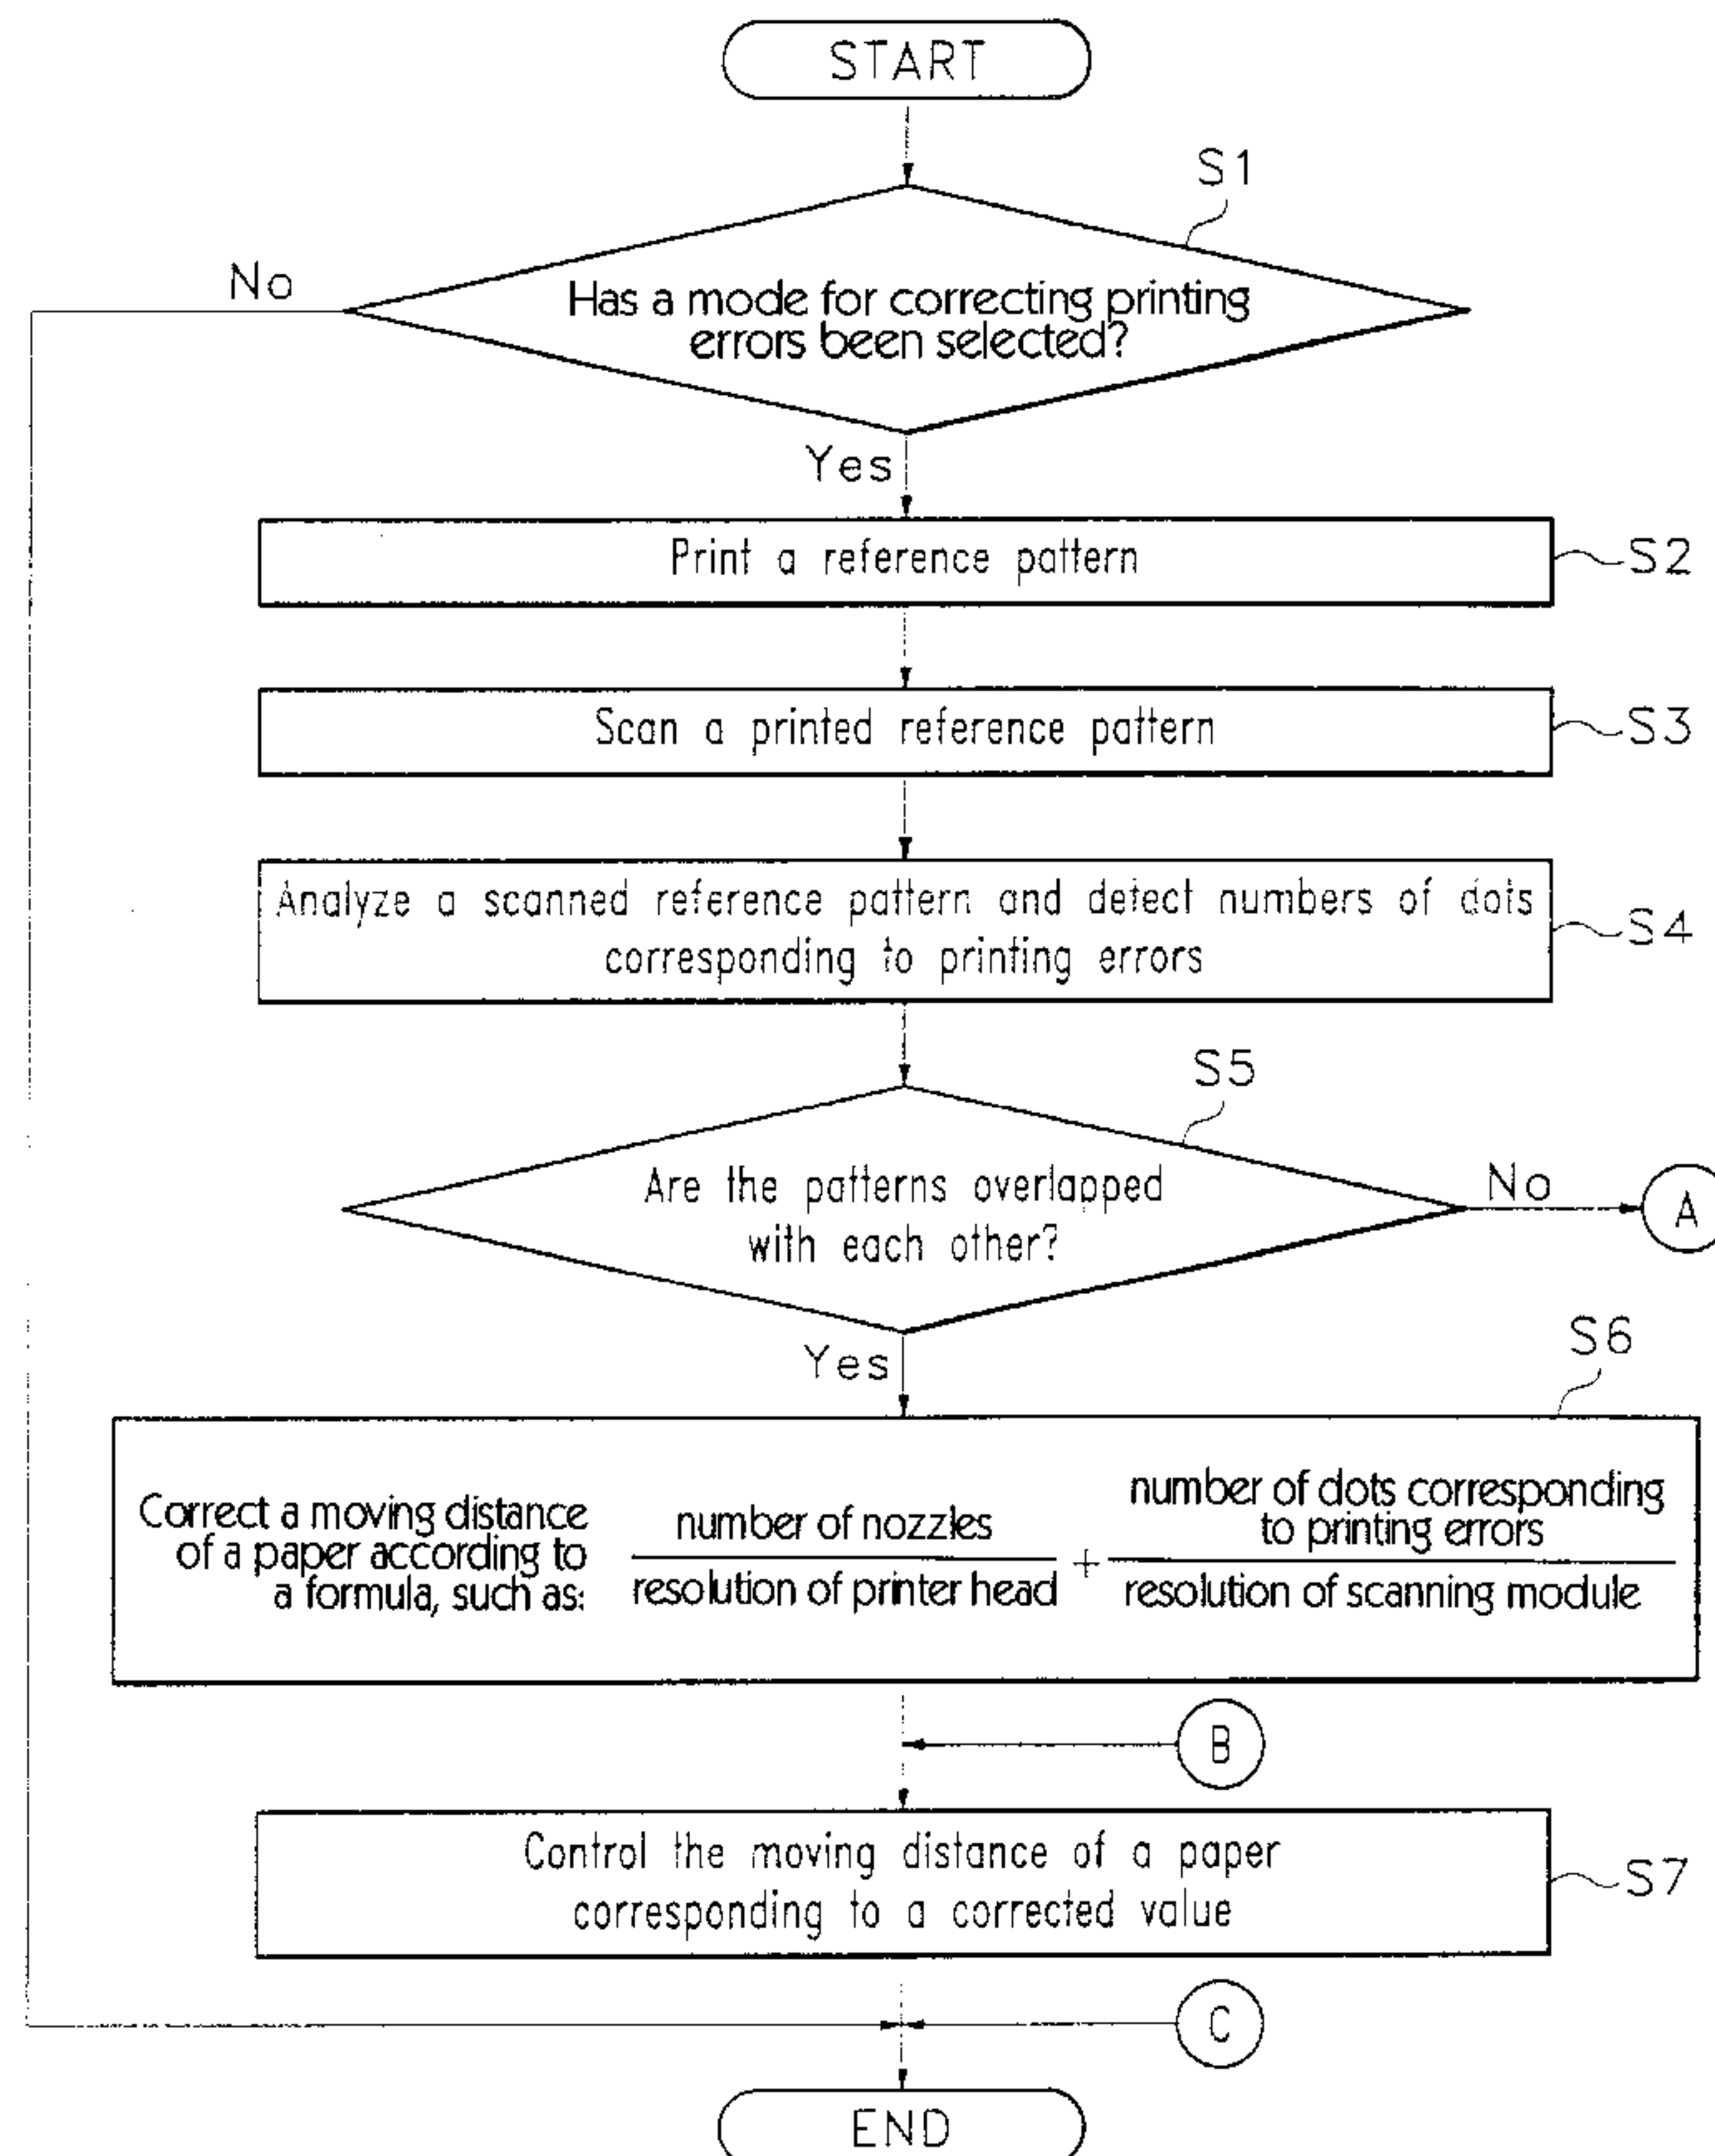 START
S1
No
Has a mode for correcting printing
errors been selected?
Yes
Print a reference pattern
S2
Scan a printed reference pattern
S3
Analyze a scanned reference pattern and detect numbers of dots
corresponding to printing errors
S4
S5
Are the patterns overlapped
with each other?
No
A
Yes
S6
Correct a moving distance
of a paper according to
a formula, such as:
number of nozzles
resolution of printer head
+
number of dots corresponding
to printing errors
resolution of scanning module
B
Control the moving distance of a paper
corresponding to a corrected value
S7
C
END